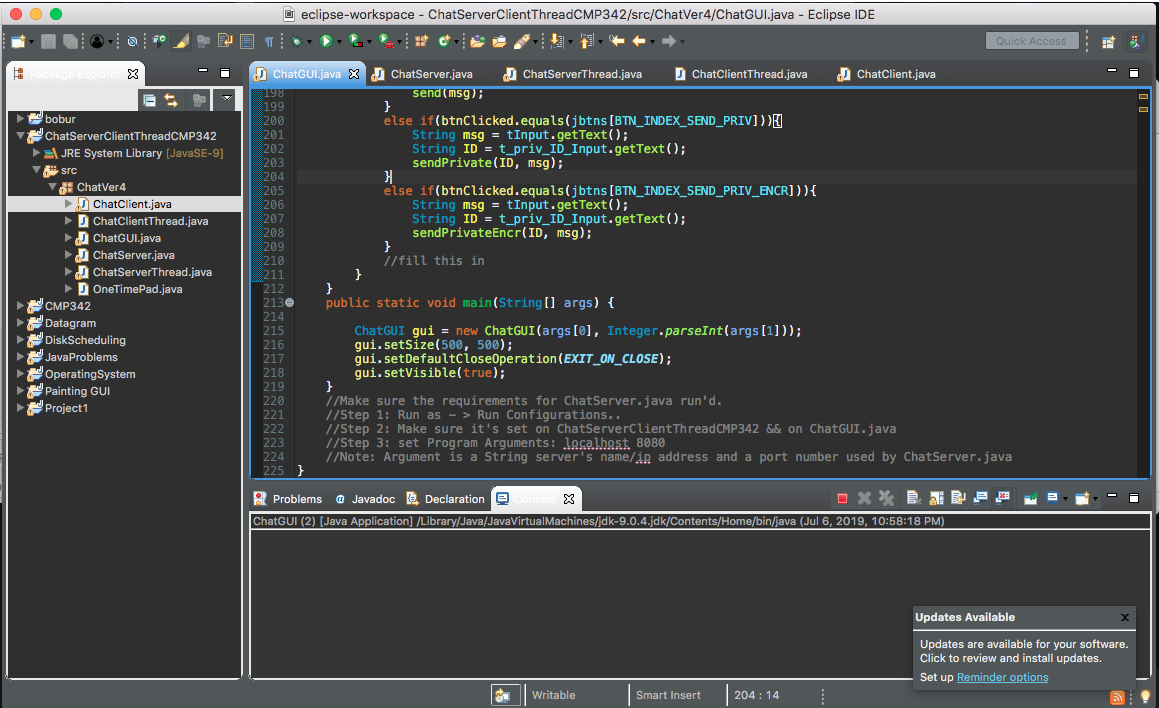 eclipse-workspace - ChatServerClientThreadCMP342/src/ChatVer4/ChatGUI.java - Eclipse IDE
Quick Access
Package Explorer
bobur
ChatServerClientThreadCMP342
JRE System Library [JavaSE-9]
src
ChatVer4
ChatClient.java
ChatClientThread.java
ChatGUI.java
ChatServer.java
ChatServerThread.java
OneTimePad.java
CMP342
Datagram
DiskScheduling
JavaProblems
OperatingSystem
Painting GUI
Project1
ChatGUI.java
ChatServer.java
ChatServerThread.java
ChatClientThread.java
ChatClient.java
198 send(msg);
199 }
200 else if(btnClicked.equals(jbtns[BTN_INDEX_SEND_PRIV])){
201 String msg = tInput.getText();
202 String ID = t_priv_ID_Input.getText();
203 sendPrivate(ID, msg);
204 }
205 else if(btnClicked.equals(jbtns[BTN_INDEX_SEND_PRIV_ENCR])){
206 String msg = tInput.getText();
207 String ID = t_priv_ID_Input.getText();
208 sendPrivateEncr(ID, msg);
209 }
210 //fill this in
211 }
212 }
213 public static void main(String[] args) {
214
215 ChatGUI gui = new ChatGUI(args[0], Integer.parseInt(args[1]));
216 gui.setSize(500, 500);
217 gui.setDefaultCloseOperation(EXIT_ON_CLOSE);
218 gui.setVisible(true);
219 }
220 //Make sure the requirements for ChatServer.java run'd.
221 //Step 1: Run as - > Run Configurations..
222 //Step 2: Make sure it's set on ChatServerClientThreadCMP342 && on ChatGUI.java
223 //Step 3: set Program Arguments: localhost 8080
224 //Note: Argument is a String server's name/ip address and a port number used by ChatServer.java
225 }
Problems
Javadoc
Declaration
Console
ChatGUI (2) [Java Application] /Library/Java/JavaVirtualMachines/jdk-9.0.4.jdk/Contents/Home/bin/java (Jul 6, 2019, 10:58:18 PM)
Updates Available
Updates are available for your software.
Click to review and install updates.
Set up Reminder options
Writable
Smart Insert
204 : 14